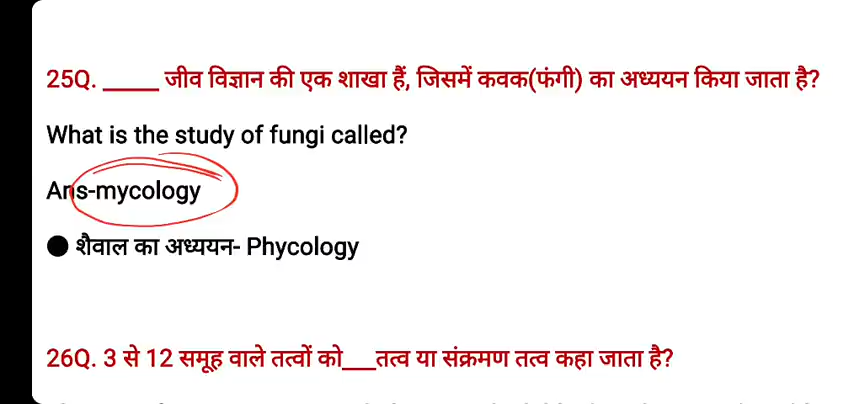 25Q. _____ जीव विज्ञान की एक शाखा हैं, जिसमें कवक(फंगी) का अध्ययन किया जाता है?
What is the study of fungi called?
Ans-mycology
● शैवाल का अध्ययन- Phycology
26Q. 3 से 12 समूह वाले तत्वों को___तत्व या संक्रमण तत्व कहा जाता है?